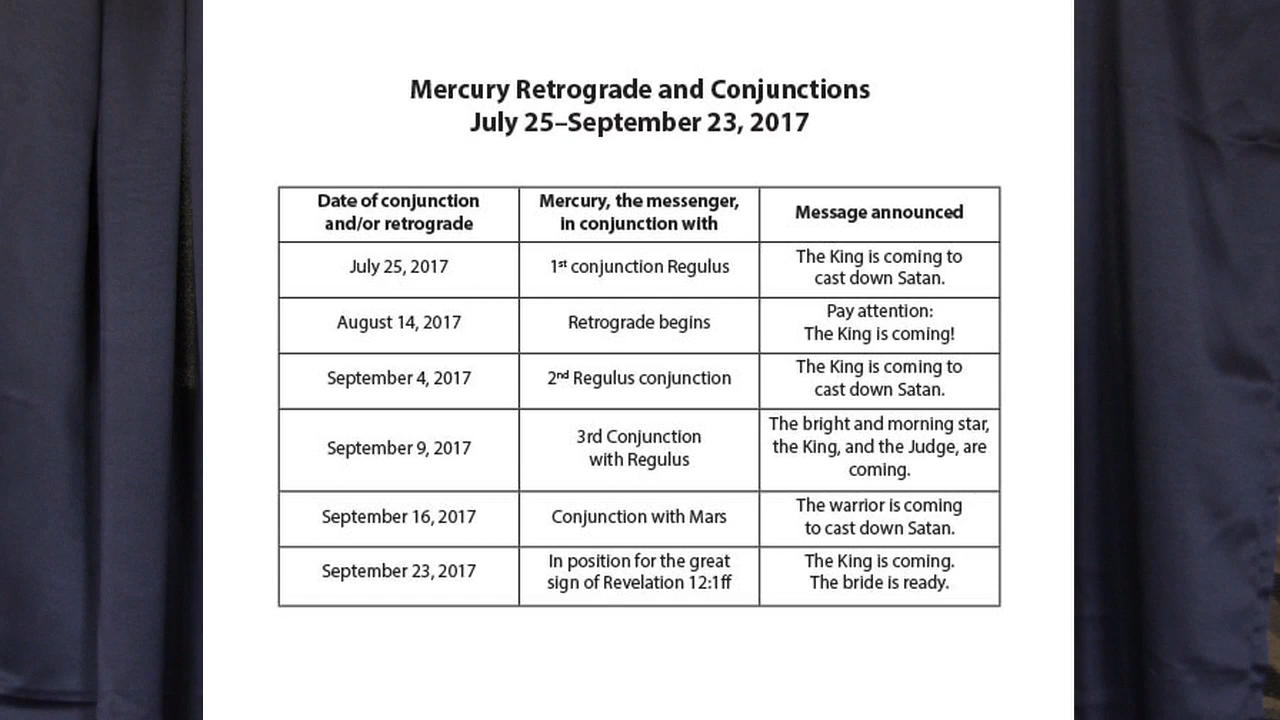 Mercury Retrograde and Conjunctions
July 25–September 23, 2017
Date of conjunction
and/or retrograde
Mercury, the messenger,
in conjunction with
Message announced
July 25, 2017
1st conjunction Regulus
The King is coming to
cast down Satan.
August 14, 2017
Retrograde begins
Pay attention:
The King is coming!
September 4, 2017
2nd Regulus conjunction
The King is coming to
cast down Satan.
September 9, 2017
3rd Conjunction
with Regulus
The bright and morning star,
the King, and the Judge, are
coming.
September 16, 2017
Conjunction with Mars
The warrior is coming
to cast down Satan.
September 23, 2017
In position for the great
sign of Revelation 12:1ff
The King is coming.
The bride is ready.